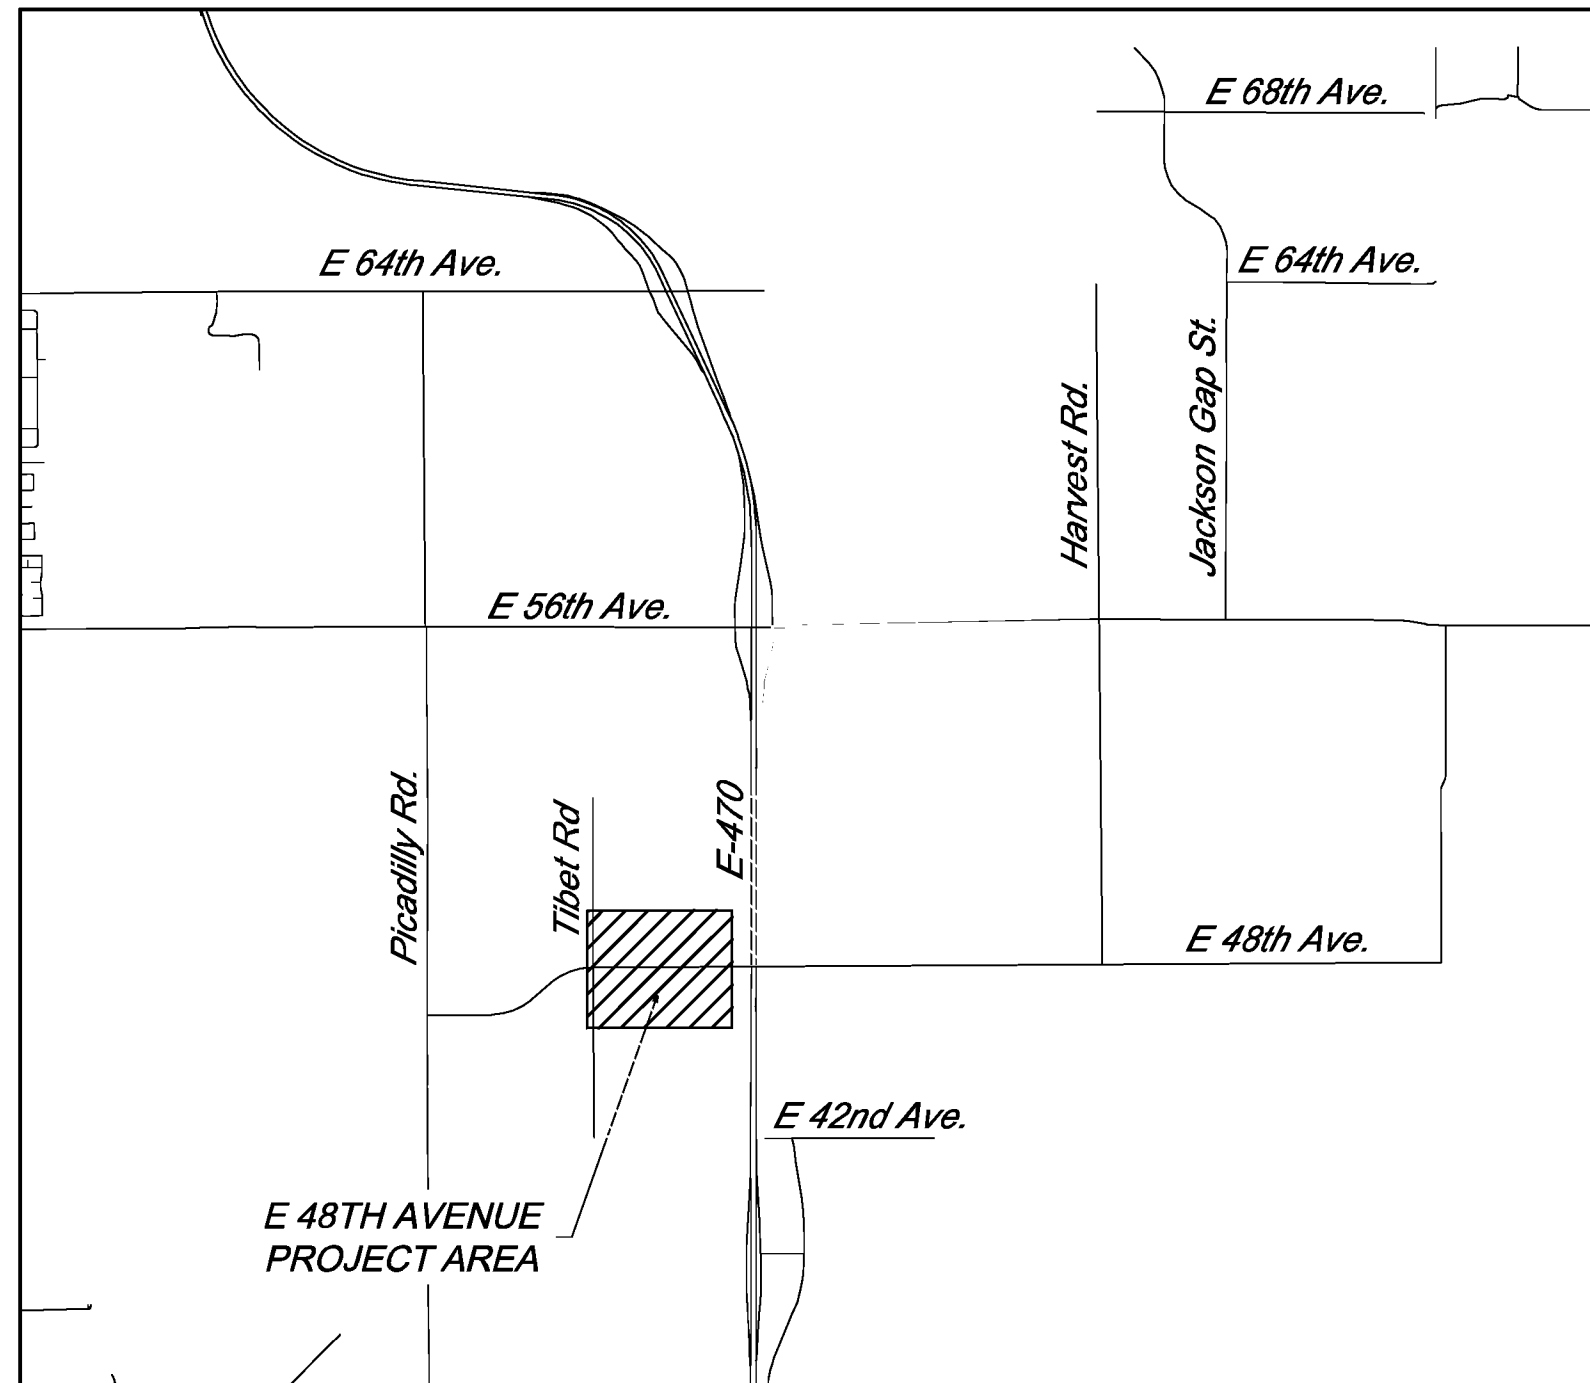 E 68th Ave.
E 64th Ave.
E 64th Ave.
Jackson Gap St.
Harvest Rd.
E 56th Ave.
Picadilly Rd.
Tibet Rd
E-470
E 48th Ave.
E 42nd Ave.
E 48TH AVENUE
PROJECT AREA